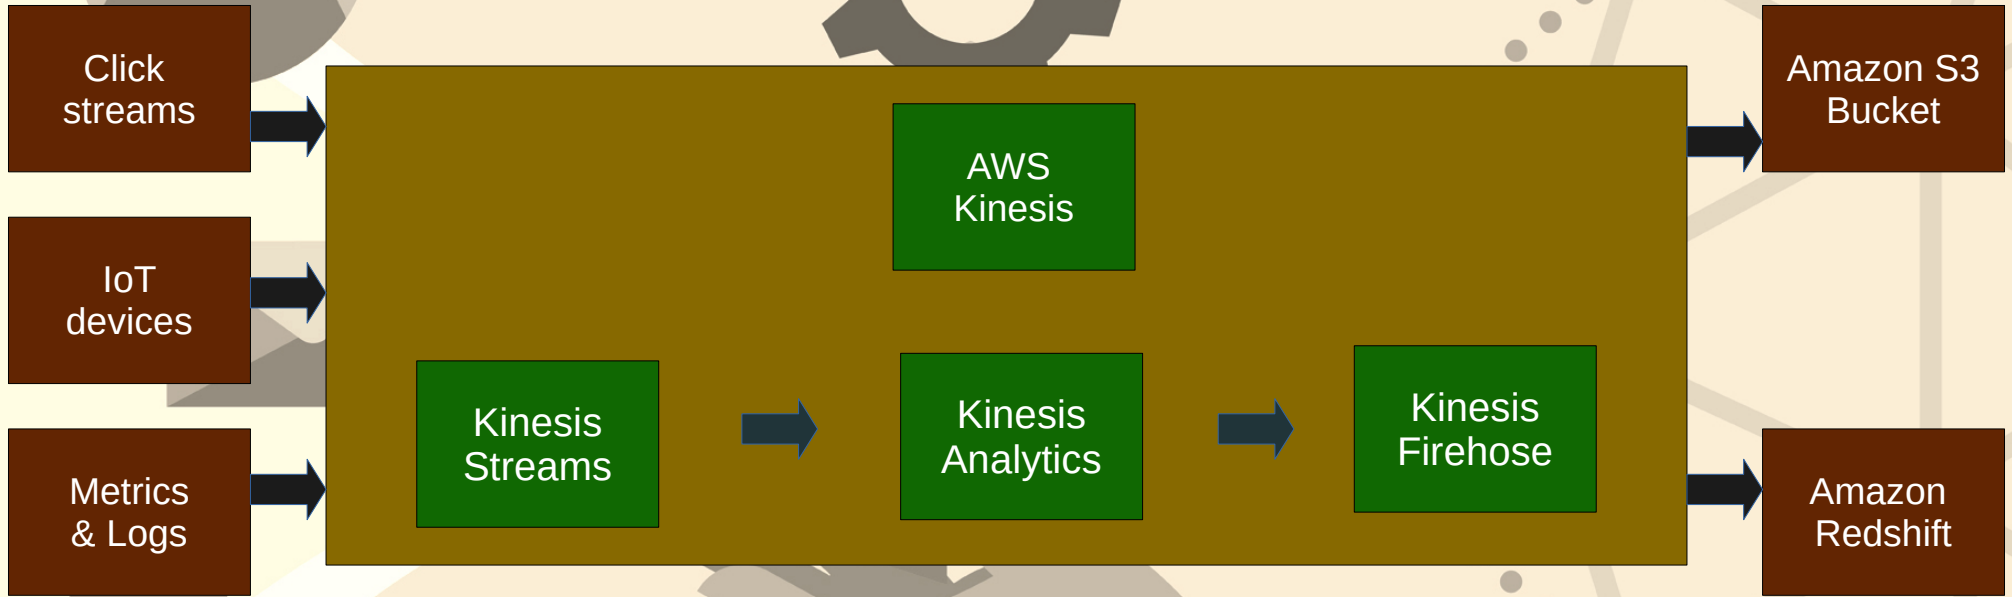 Click
streams
IoT
devices
Metrics
& Logs
AWS
Kinesis
Kinesis
Streams
Kinesis
Analytics
Kinesis
Firehose
Amazon S3
Bucket
Amazon
Redshift